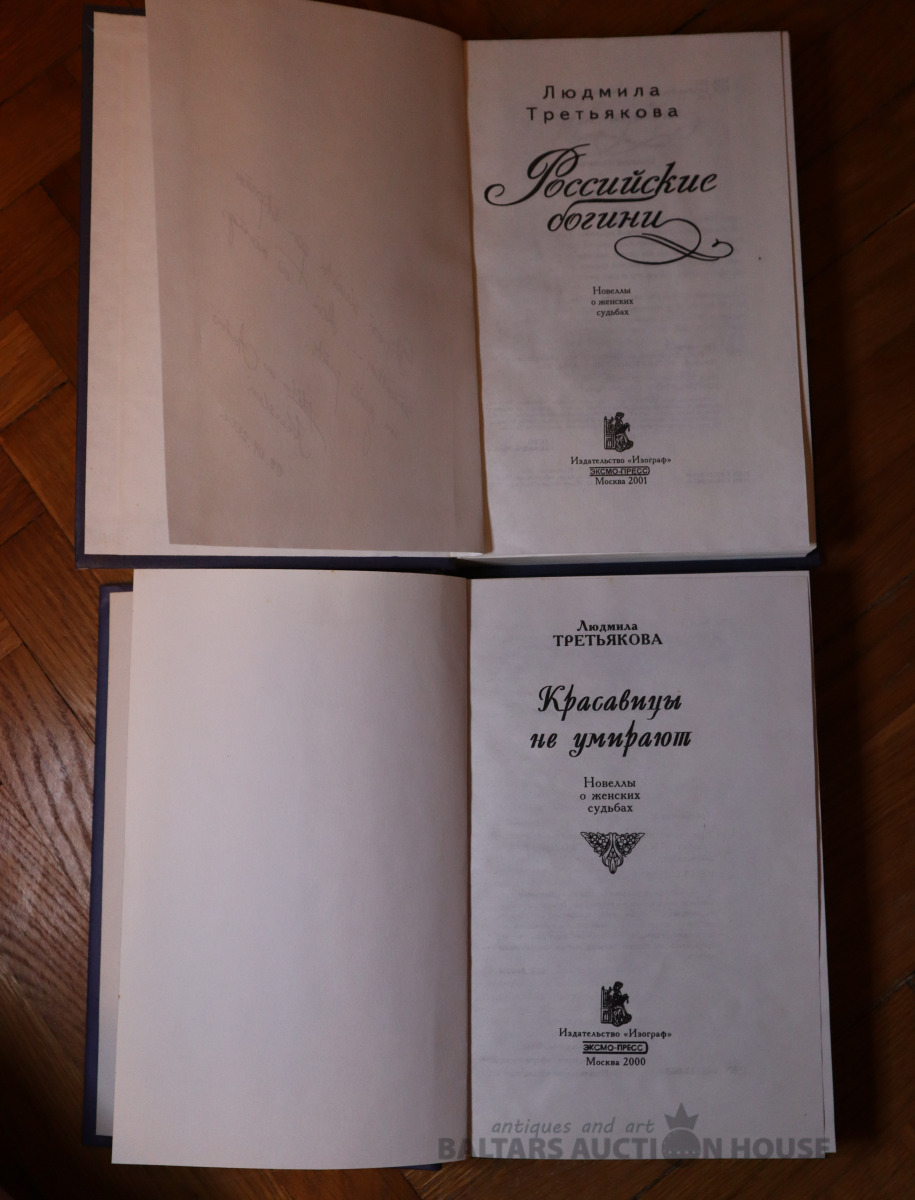 Людмила
Третьякова
Российские
богини
Новеллы
о женских
судьбах
Издательство «Изограф»
ЭКСМО-ПРЕСС
Москва 2001
Людмила
ТРЕТЬЯКОВА
Красавицы
не умирают
Новеллы
о женских
судьбах
Издательство «Изограф»
ЭКСМО-ПРЕСС
Москва 2000
antiques and art
BALTARS AUCTION HOUSE